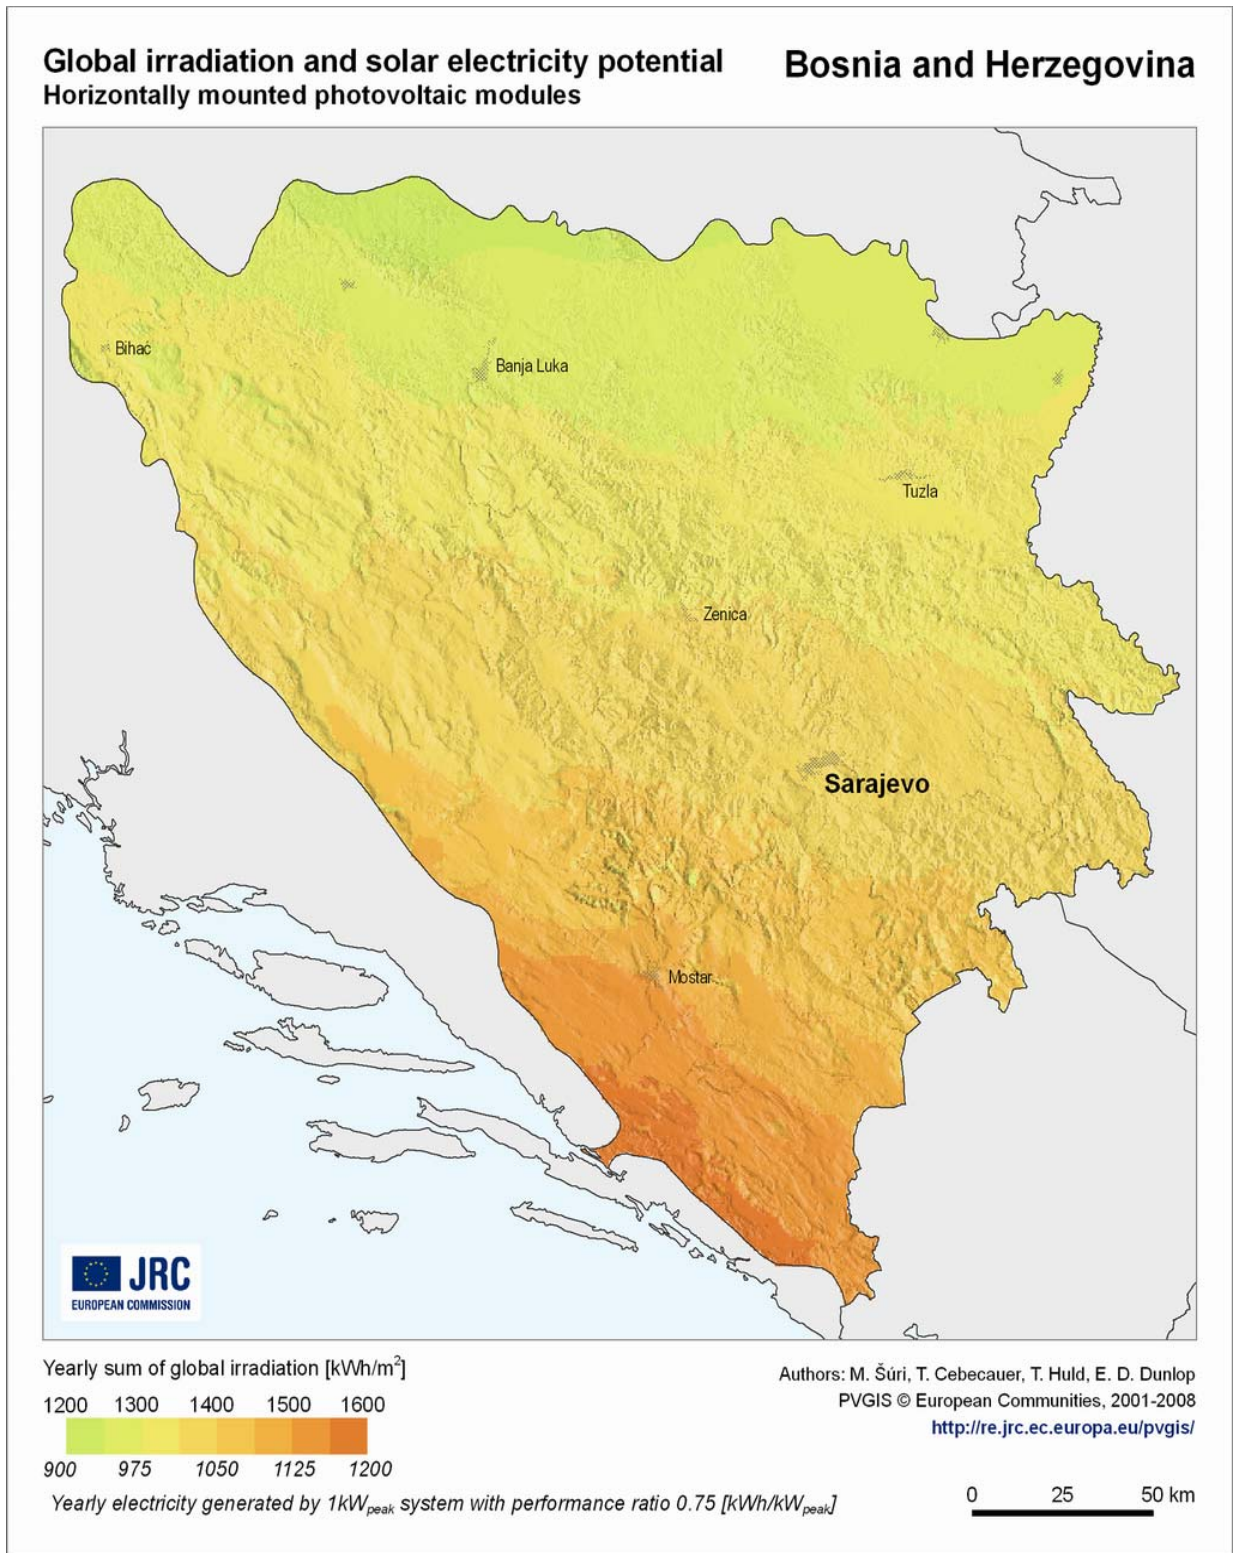 Global irradiation and solar electricity potential
Horizontally mounted photovoltaic modules
Bosnia and Herzegovina
Bihać
Banja Luka
Tuzla
Zenica
Sarajevo
Mostar
JRC
EUROPEAN COMMISSION
Yearly sum of global irradiation [kWh/m²]
1200 1300 1400 1500 1600
900 975 1050 1125 1200
Yearly electricity generated by 1kWpeak system with performance ratio 0.75 [kWh/kWpeak]
Authors: M. Šúri, T. Cebecauer, T. Huld, E. D. Dunlop
PVGIS © European Communities, 2001-2008
http://re.jrc.ec.europa.eu/pvgis/
0 25 50 km